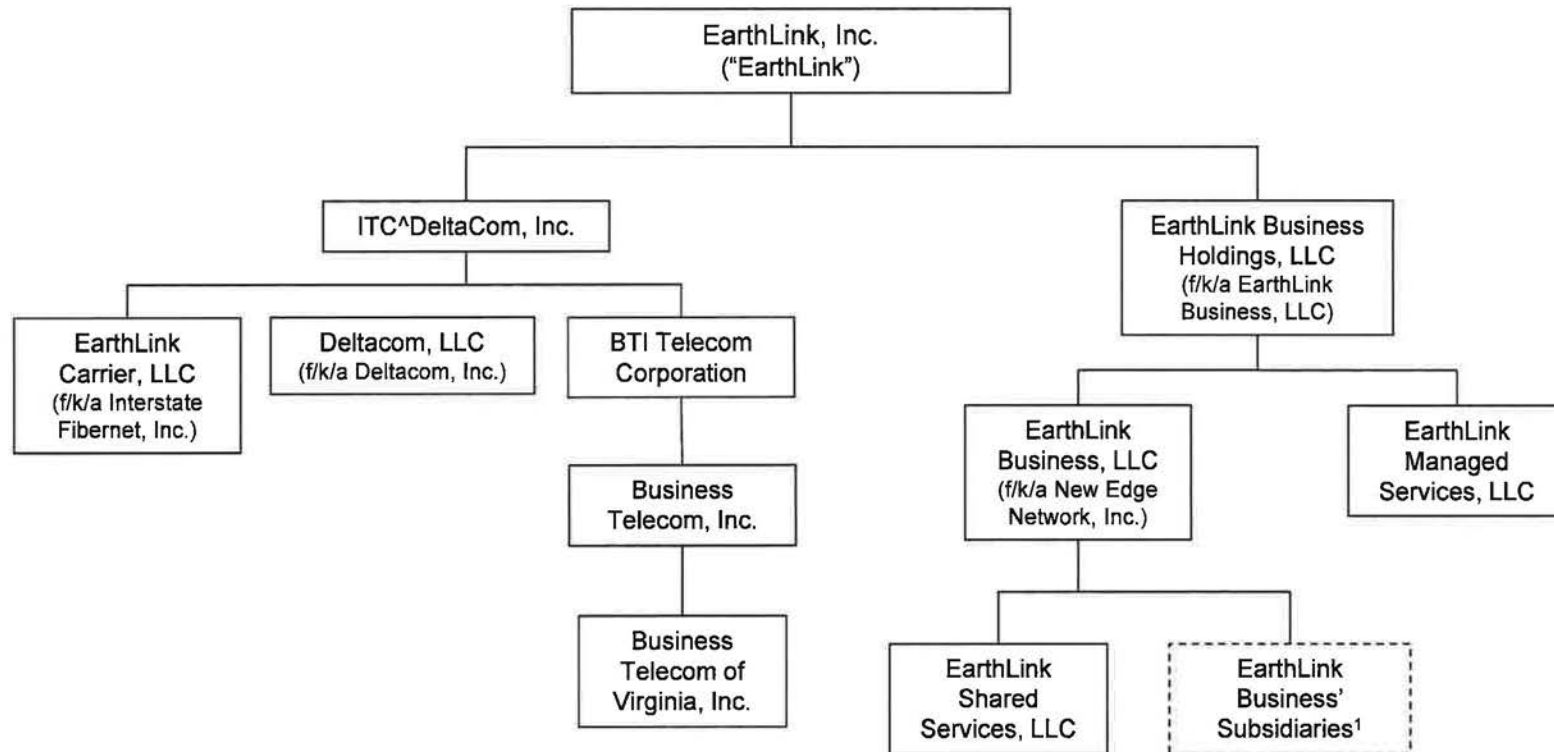 EarthLink, Inc.
(“EarthLink”)
ITC^DeltaCom, Inc.
EarthLink Business
Holdings, LLC
(f/k/a EarthLink
Business, LLC)
EarthLink
Carrier, LLC
(f/k/a Interstate
Fibernet, Inc.)
Deltacom, LLC
(f/k/a Deltacom, Inc.)
BTI Telecom
Corporation
EarthLink
Business, LLC
(f/k/a New Edge
Network, Inc.)
EarthLink
Managed
Services, LLC
Business
Telecom, Inc.
Business
Telecom of
Virginia, Inc.
EarthLink
Shared
Services, LLC
EarthLink
Business’
Subsidiaries¹